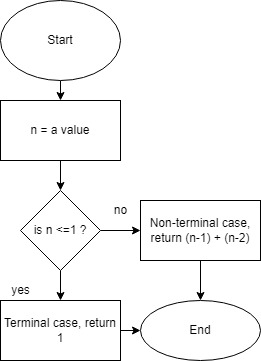 Start
n = a value
is n <=1 ?
no
Non-terminal case,
return (n-1) + (n-2)
yes
Terminal case, return
1
End